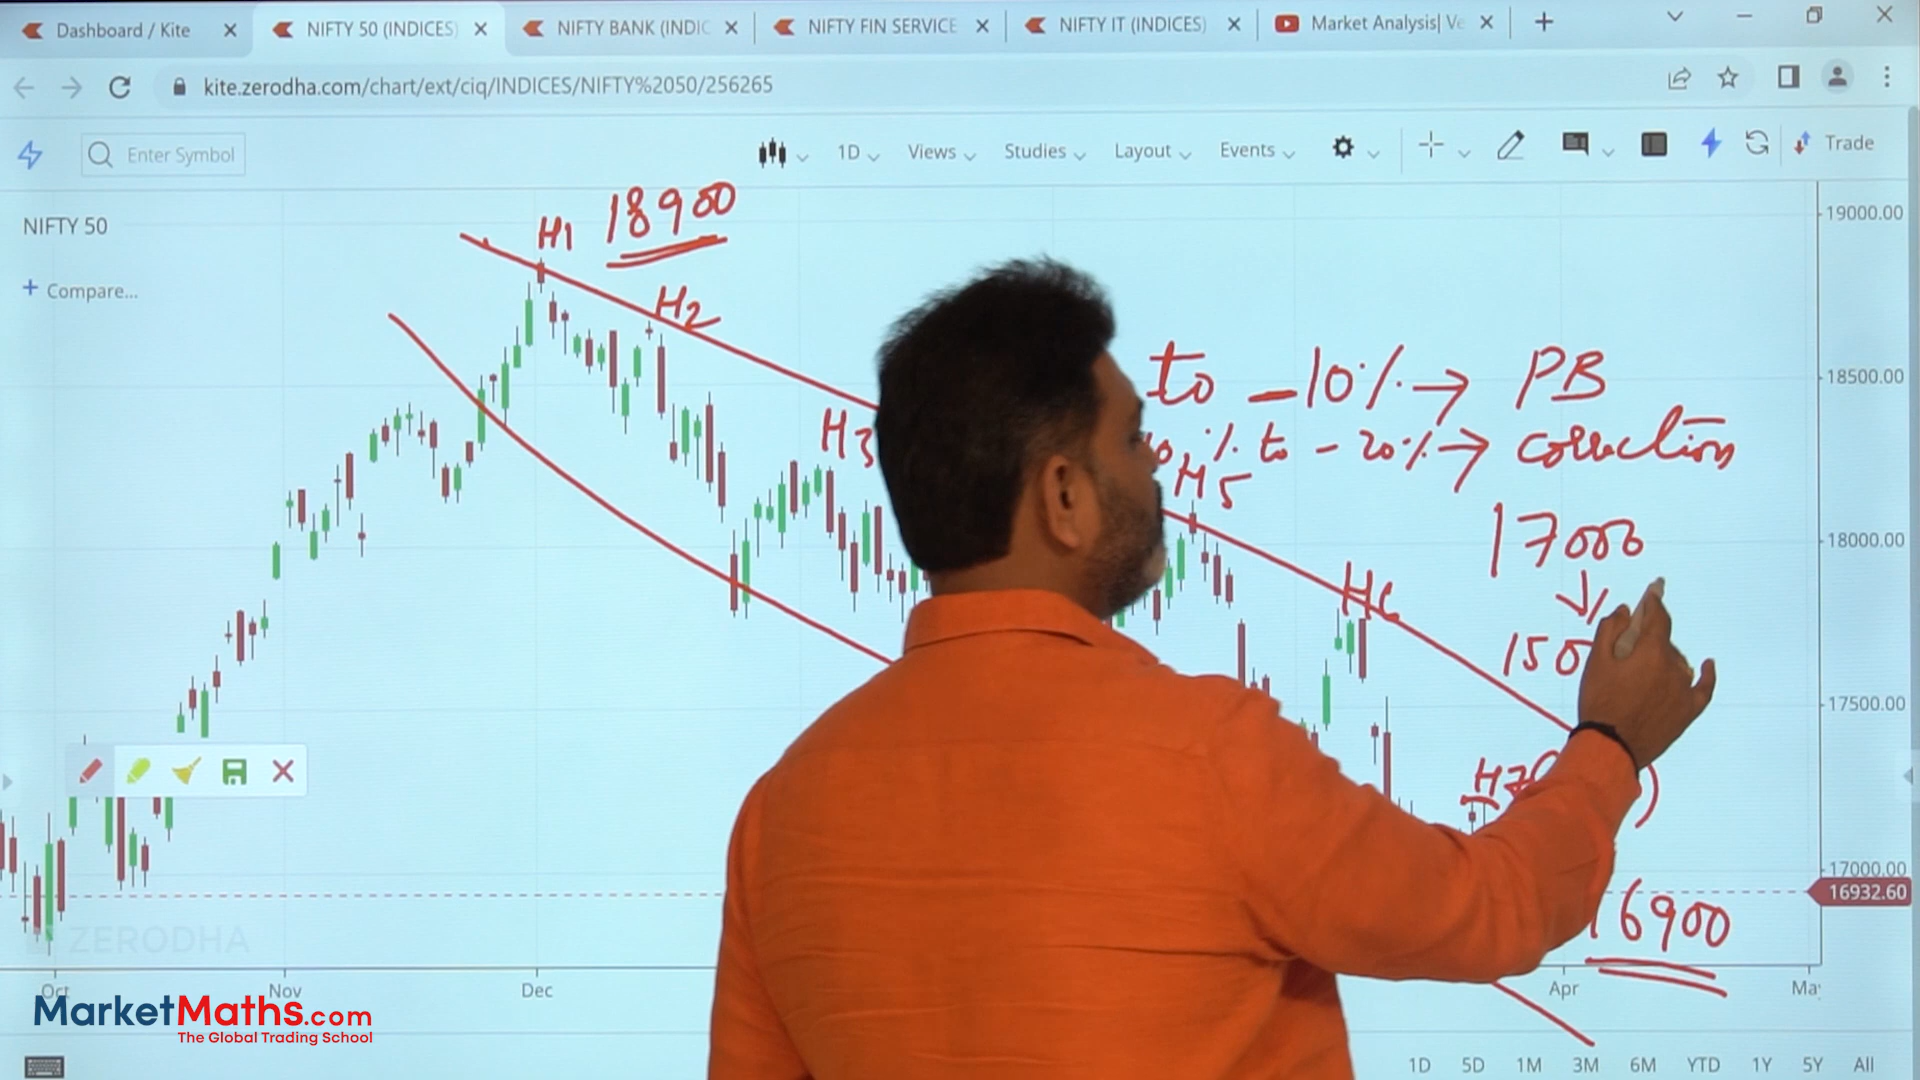 Dashboard / Kite
NIFTY 50 (INDICES)
NIFTY BANK (INDIC
NIFTY FIN SERVICE
NIFTY IT (INDICES)
Market Analysis| Ve
kite.zerodha.com/chart/ext/ciq/INDICES/NIFTY%2050/256265
Enter Symbol
1D
Views
Studies
Layout
Events
Trade
NIFTY 50
+ Compare...
H1 18900
H2
H3
to -10% → PB
% to -20% → correction
H5
17000
150
H6
H7
16900
19000.00
18500.00
18000.00
17500.00
17000.00
16932.60
ZERODHA
Oct
Nov
Dec
Apr
MarketMaths.com
The Global Trading School
1D 5D 1M 3M 6M YTD 1Y 5Y All